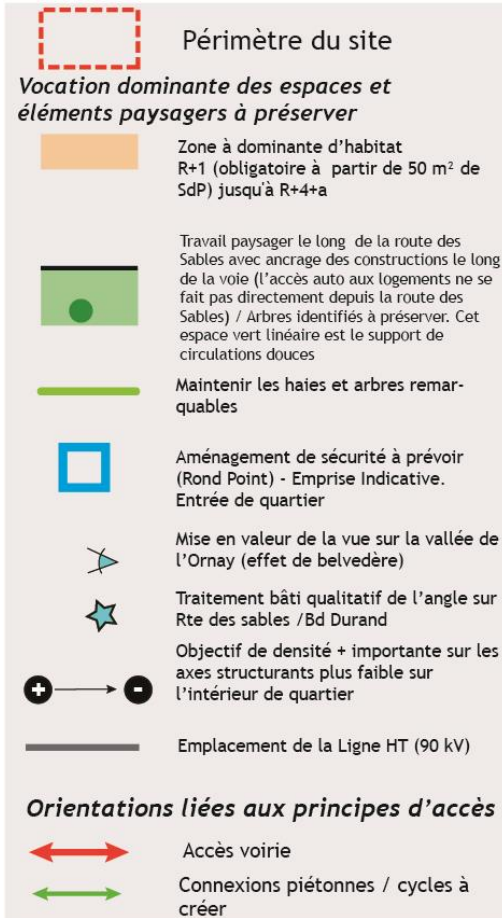 Périmètre du site
Vocation dominante des espaces et
éléments paysagers à préserver
Zone à dominante d'habitat
R+1 (obligatoire à partir de 50 m² de
SdP) jusqu'à R+4+a
Travail paysager le long de la route des
Sables avec ancrage des constructions le long
de la voie (l'accès auto aux logements ne se
fait pas directement depuis la route des
Sables) / Arbres identifiés à préserver. Cet
espace vert linéaire est le support de
circulations douces
Maintenir les haies et arbres remar-
quables
Aménagement de sécurité à prévoir
(Rond Point) - Emprise Indicative.
Entrée de quartier
Mise en valeur de la vue sur la vallée de
l'Ornay (effet de belvedère)
Traitement bâti qualitatif de l'angle sur
Rte des sables /Bd Durand
Objectif de densité + importante sur les
axes structurants plus faible sur
l'intérieur de quartier
Emplacement de la Ligne HT (90 kV)
Orientations liées aux principes d'accès
Accès voirie
Connexions piétonnes / cycles à
créer